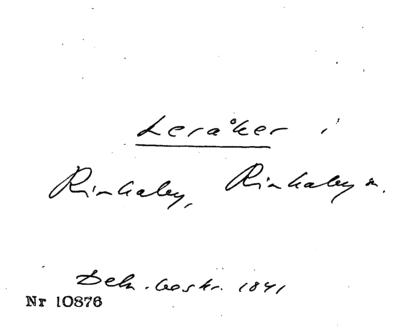 Leråker i
Rinkaby, Rinkaby sn.
Deln.beskr. 1841
Nr 10876